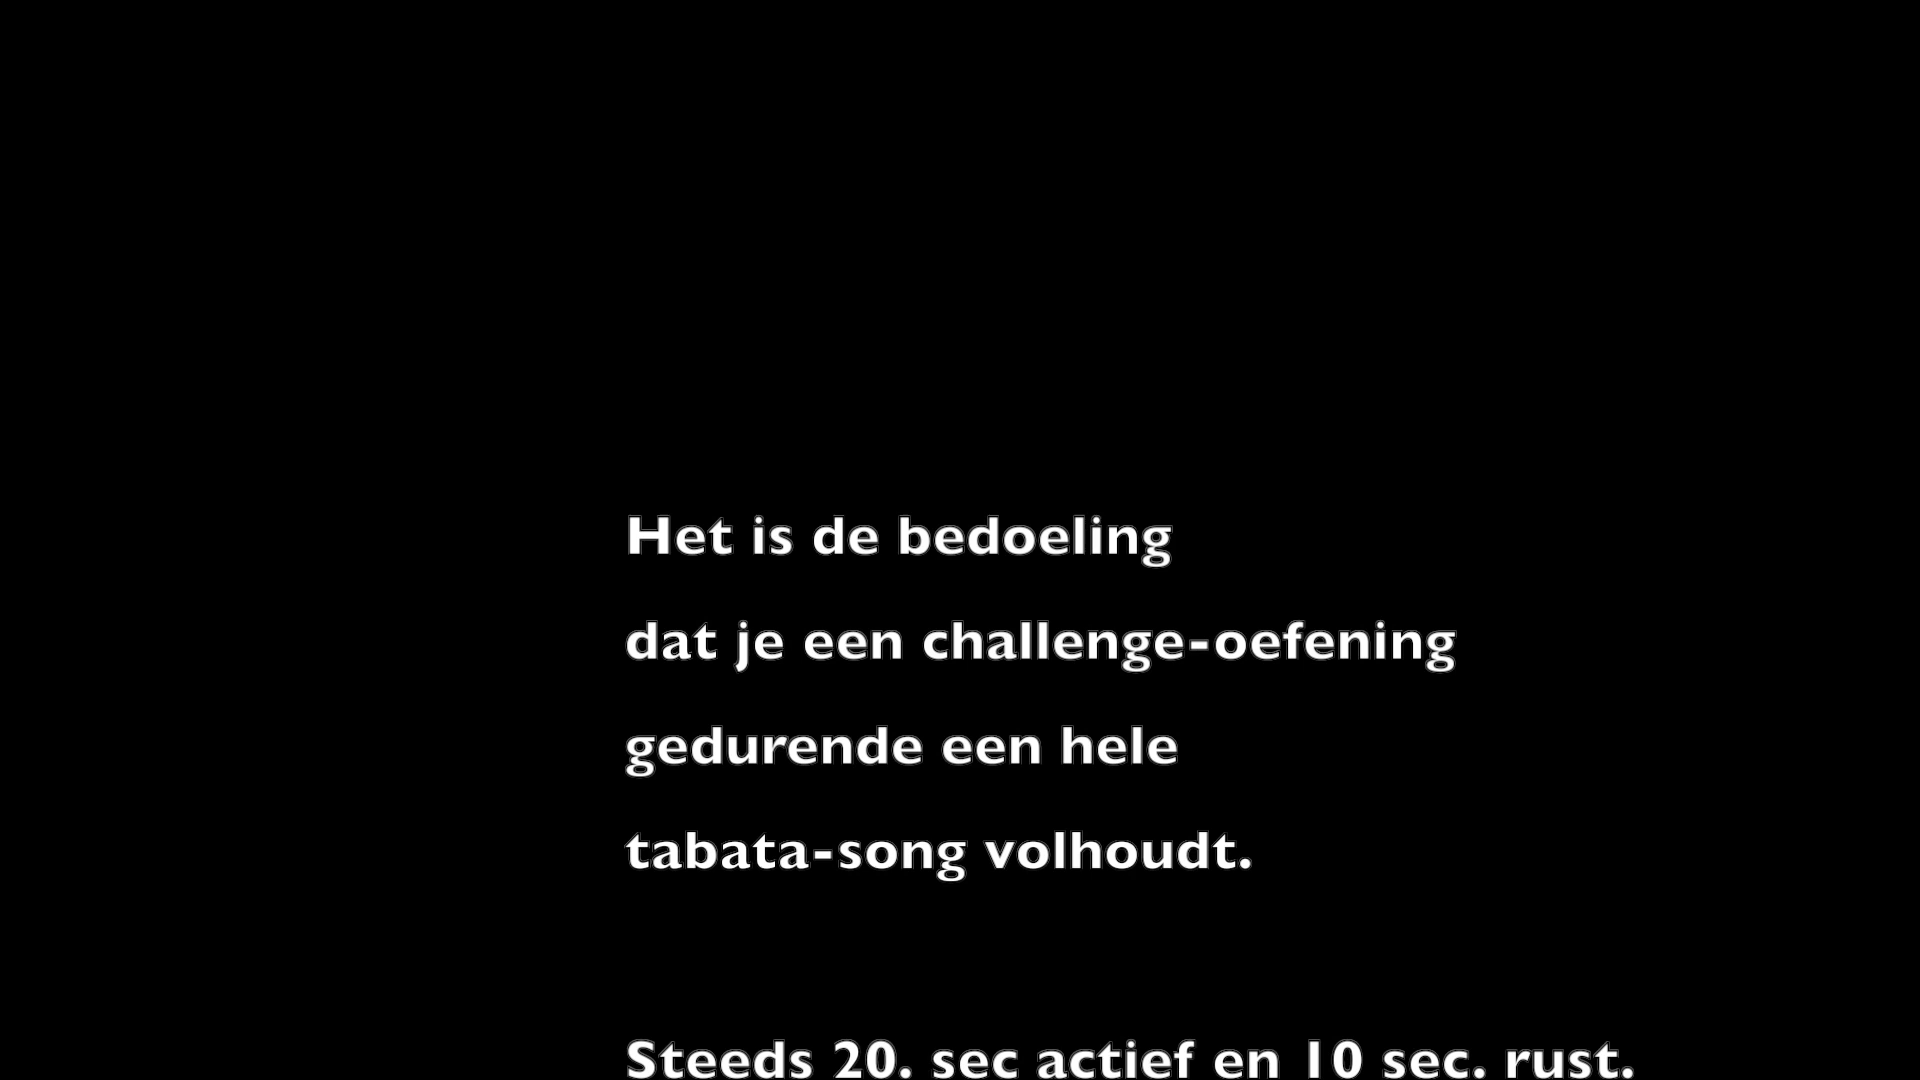 Het is de bedoeling
dat je een challenge-oefening
gedurende een hele
tabata-song volhoudt.
Steeds 20. sec actief en 10 sec. rust.